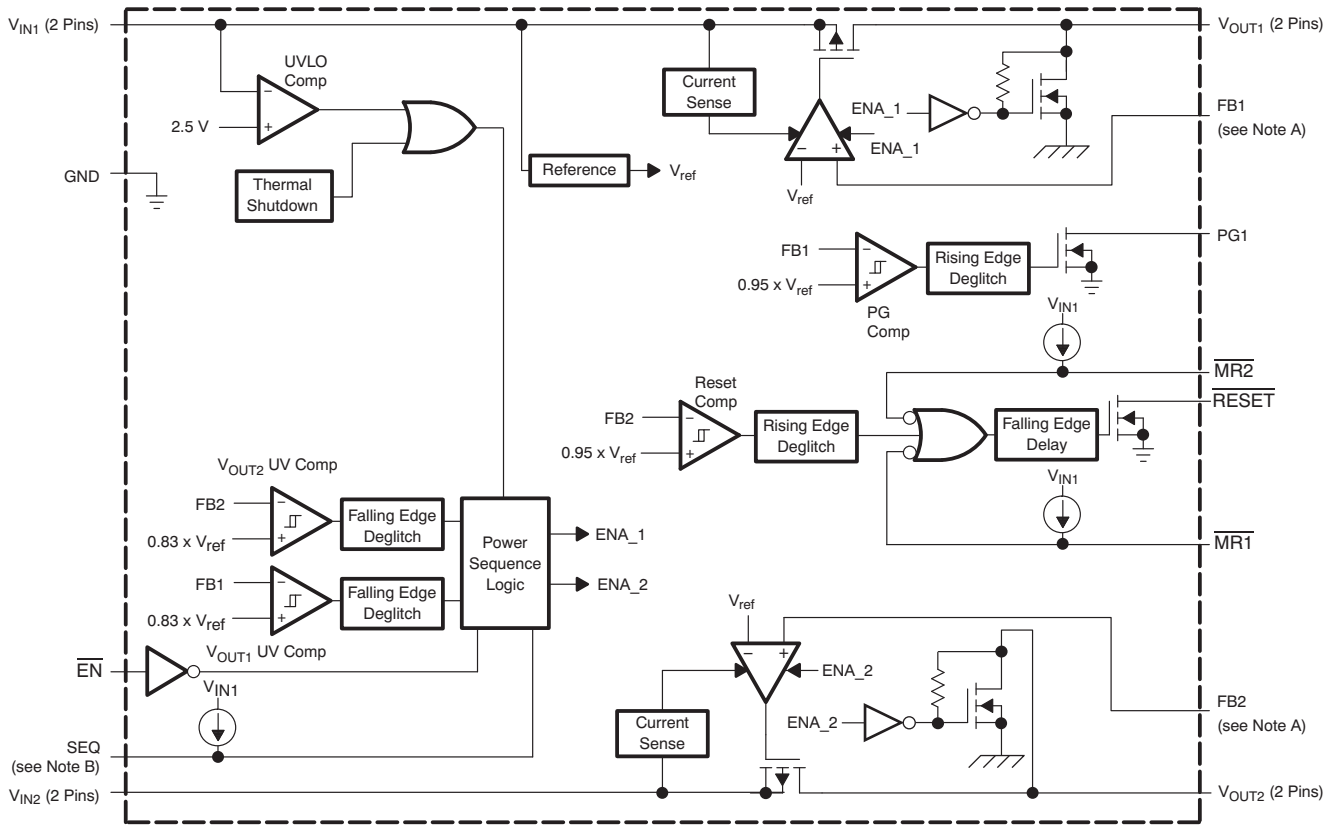 VIN1 (2 Pins)
VOUT1 (2 Pins)
UVLO
Comp
−
+
2.5 V
Current
Sense
ENA_1
ENA_1
− +
Vref
FB1
(see Note A)
GND
Thermal
Shutdown
Reference
Vref
FB1
−
0.95 x Vref
+
PG
Comp
Rising Edge
Deglitch
PG1
VIN1
MR2
Reset
Comp
FB2
−
0.95 x Vref
+
Rising Edge
Deglitch
Falling Edge
Delay
RESET
VIN1
MR1
VOUT2 UV Comp
FB2
−
0.83 x Vref
+
Falling Edge
Deglitch
FB1
−
0.83 x Vref
+
Falling Edge
Deglitch
VOUT1 UV Comp
Power
Sequence
Logic
ENA_1
ENA_2
EN
VIN1
SEQ
(see Note B)
Vref
− +
ENA_2
Current
Sense
ENA_2
FB2
(see Note A)
VIN2 (2 Pins)
VOUT2 (2 Pins)